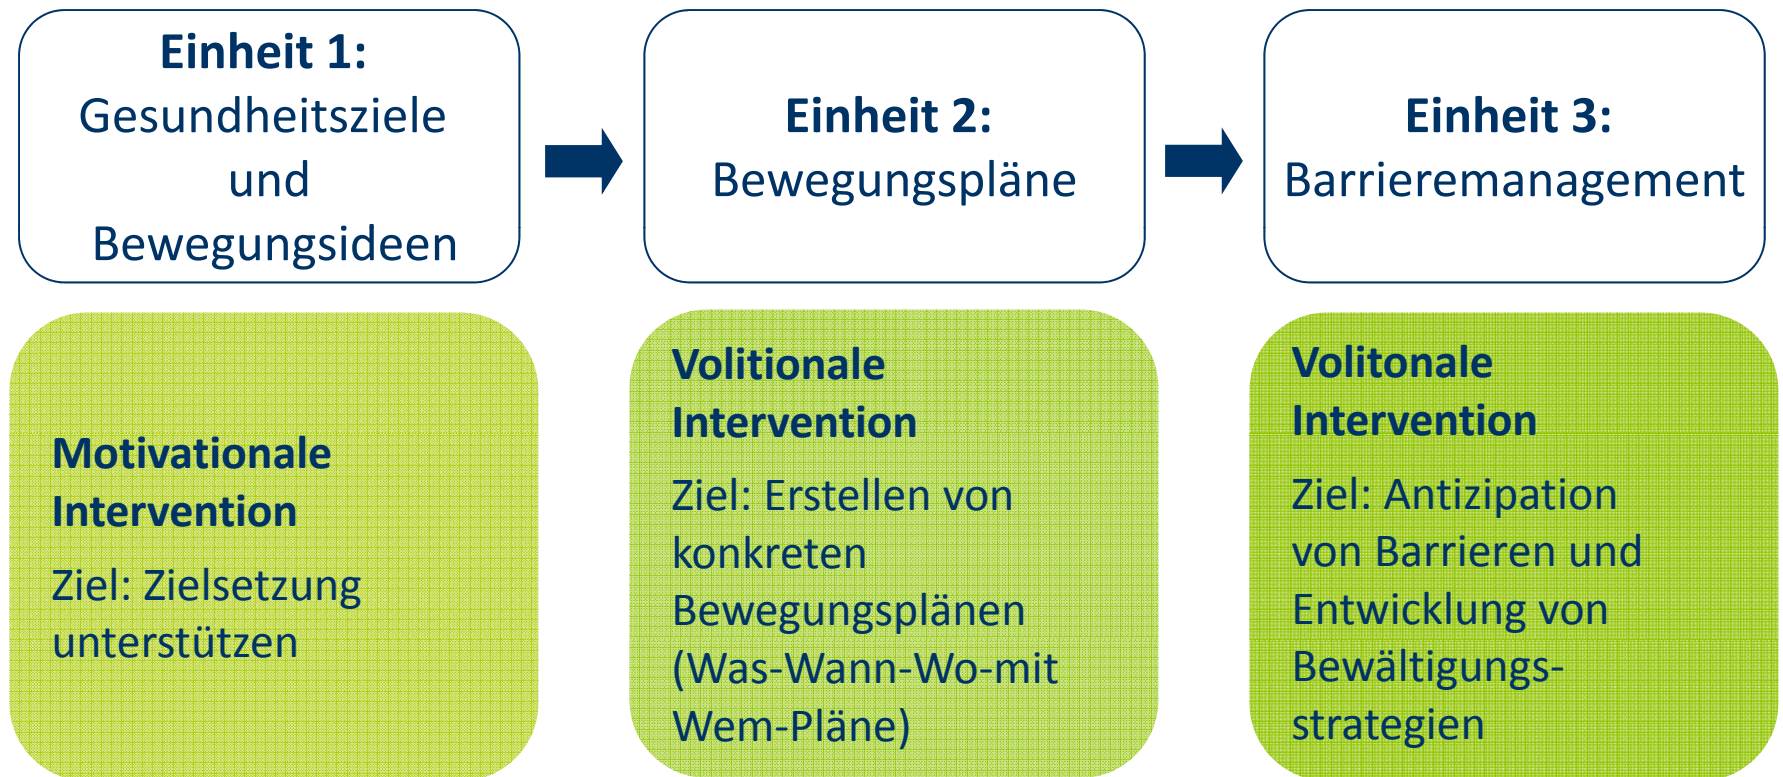 Einheit 1:
Gesundheitsziele
und
Bewegungsideen
Einheit 2:
Bewegungspläne
Einheit 3:
Barrieremanagement
Motivationale
Intervention
Ziel: Zielsetzung
unterstützen
Volitionale
Intervention
Ziel: Erstellen von
konkreten
Bewegungsplänen
(Was-Wann-Wo-mit
Wem-Pläne)
Volitonale
Intervention
Ziel: Antizipation
von Barrieren und
Entwicklung von
Bewältigungs-
strategien